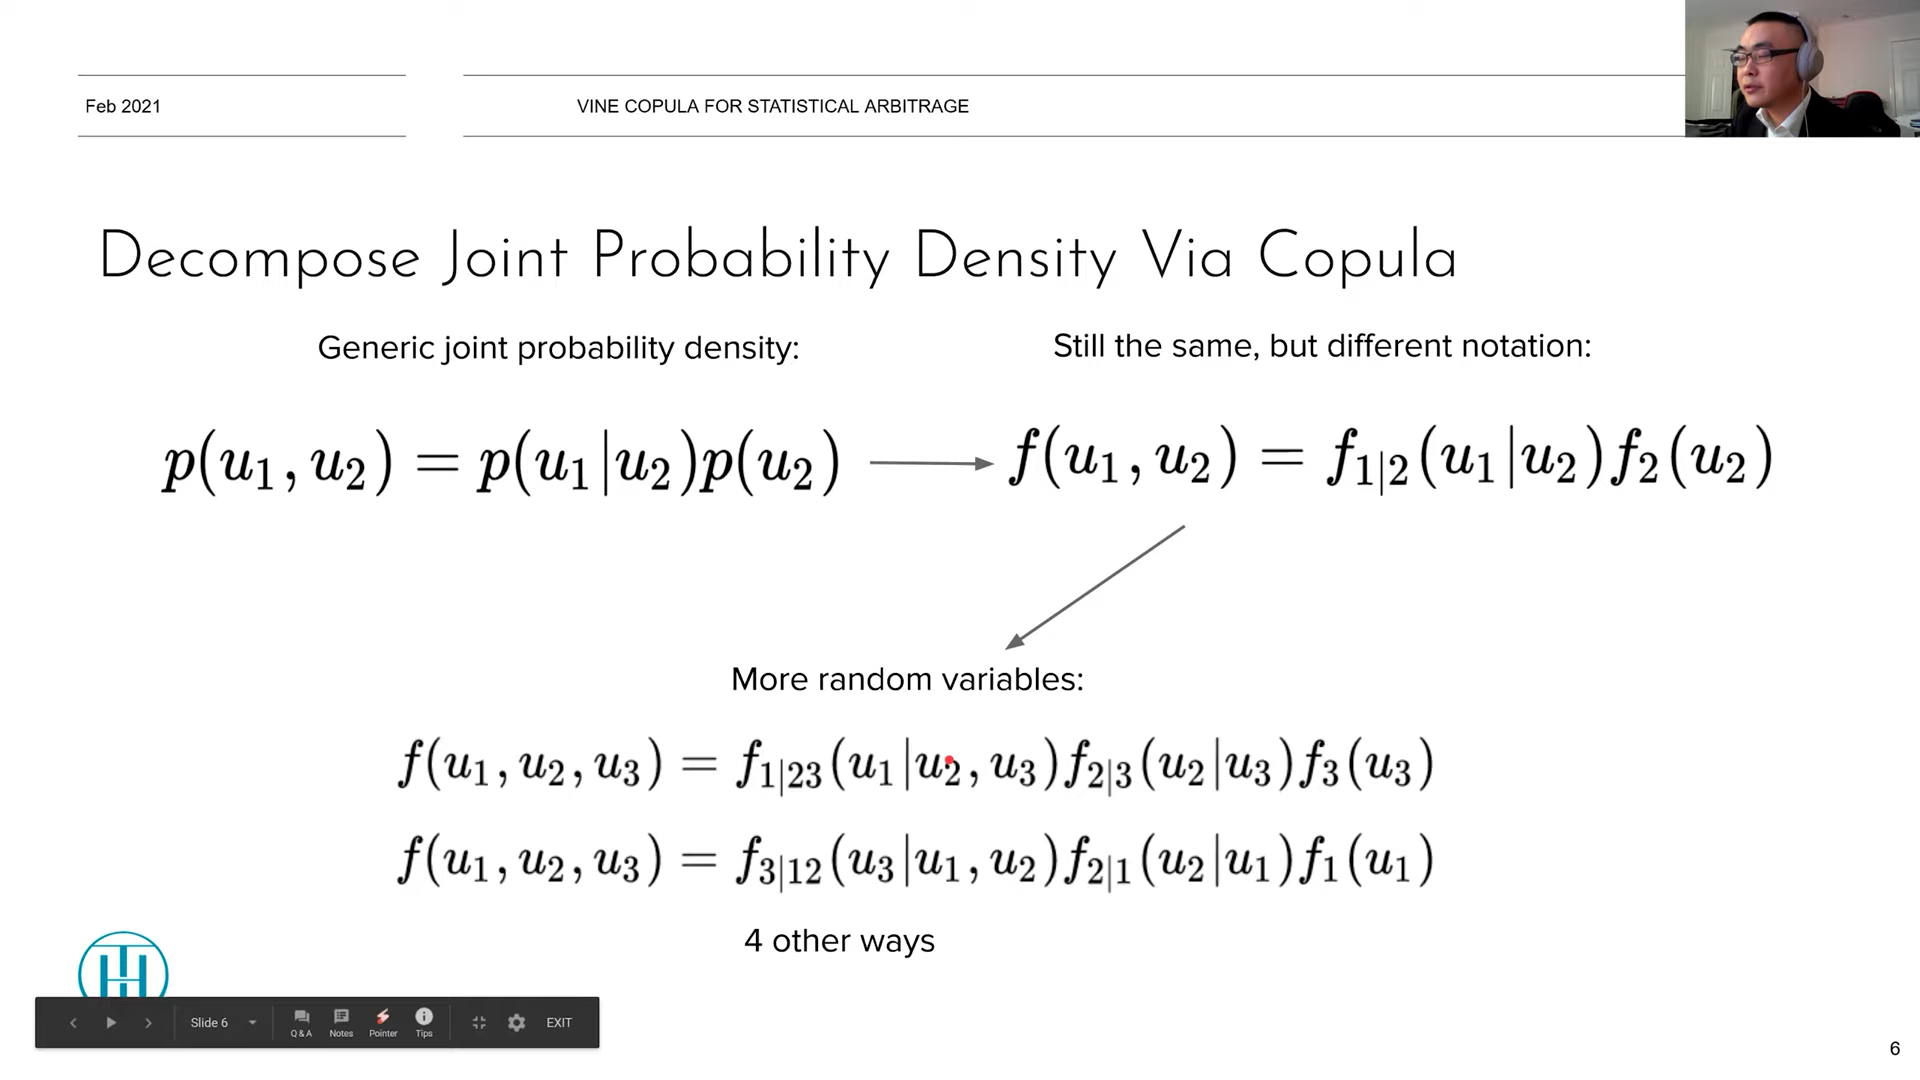 Feb 2021
VINE COPULA FOR STATISTICAL ARBITRAGE
Decompose Joint Probability Density Via Copula
Generic joint probability density:
Still the same, but different notation:
p(u₁, u₂) = p(u₁|u₂)p(u₂)
f(u₁, u₂) = f₁|₂(u₁|u₂)f₂(u₂)
More random variables:
f(u₁, u₂, u₃) = f₁|₂₃(u₁|u₂, u₃)f₂|₃(u₂|u₃)f₃(u₃)
f(u₁, u₂, u₃) = f₃|₁₂(u₃|u₁, u₂)f₂|₁(u₂|u₁)f₁(u₁)
4 other ways
Slide 6
Q & A
Notes
Pointer
Tips
EXIT
6